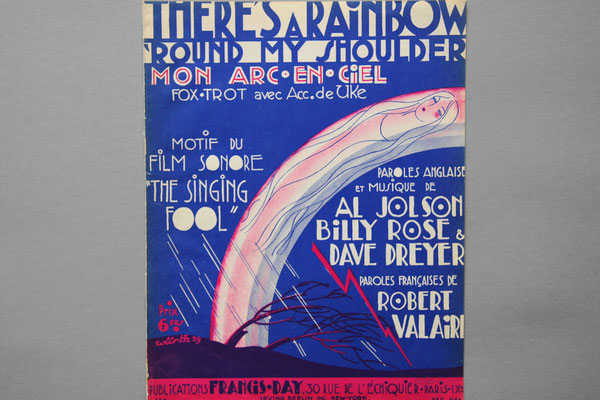 THERE'S A RAINBOW
'ROUND MY SHOULDER
MON ARC·EN·CIEL
FOX·TROT avec Acc. de Uke
MOTIF DU
FILM SONORE
"THE SINGING
FOOL"
PAROLES ANGLAISE
ET MUSIQUE DE
AL JOLSON
BILLY ROSE &
DAVE DREYER
PAROLES FRANÇAISES DE
ROBERT
VALAIRE
Prix
6 Frs
PUBLICATIONS FRANCIS·DAY, 30 RUE DE L'ÉCHIQUIER·PARIS·IXe
IRVING BERLIN INC NEW-YORK